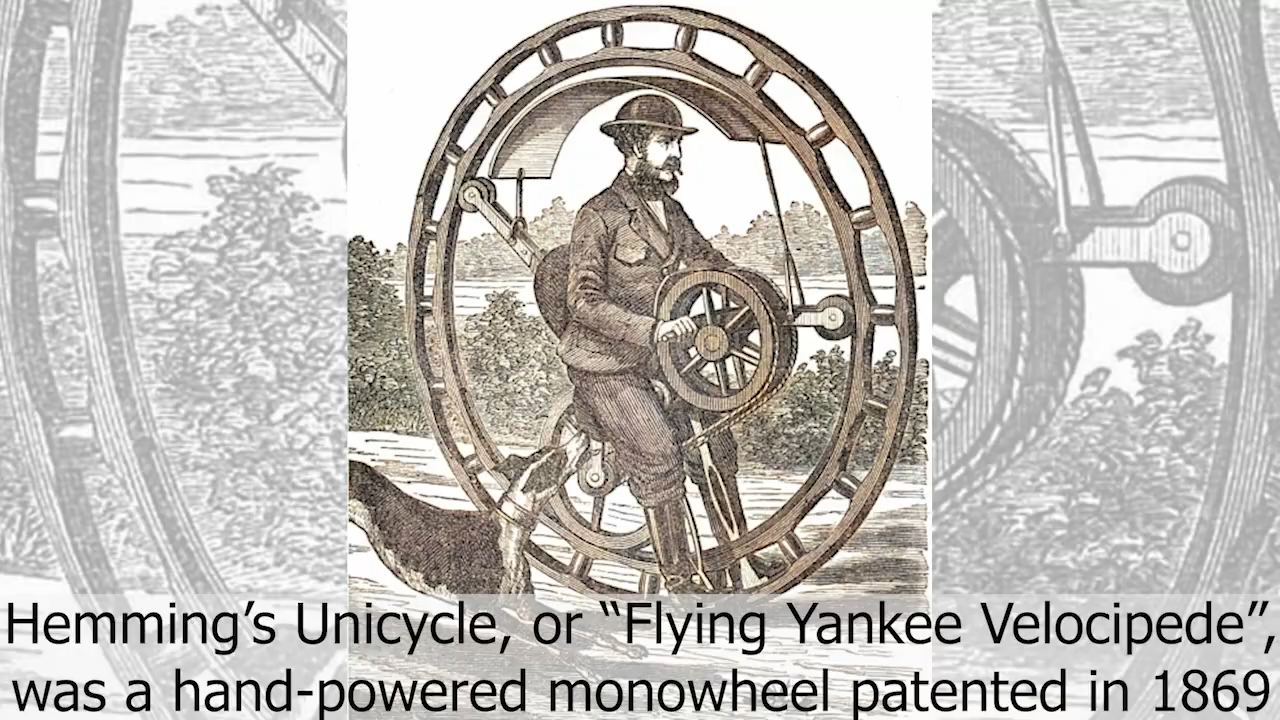 Hemming’s Unicycle, or “Flying Yankee Velocipede”,
was a hand-powered monowheel patented in 1869